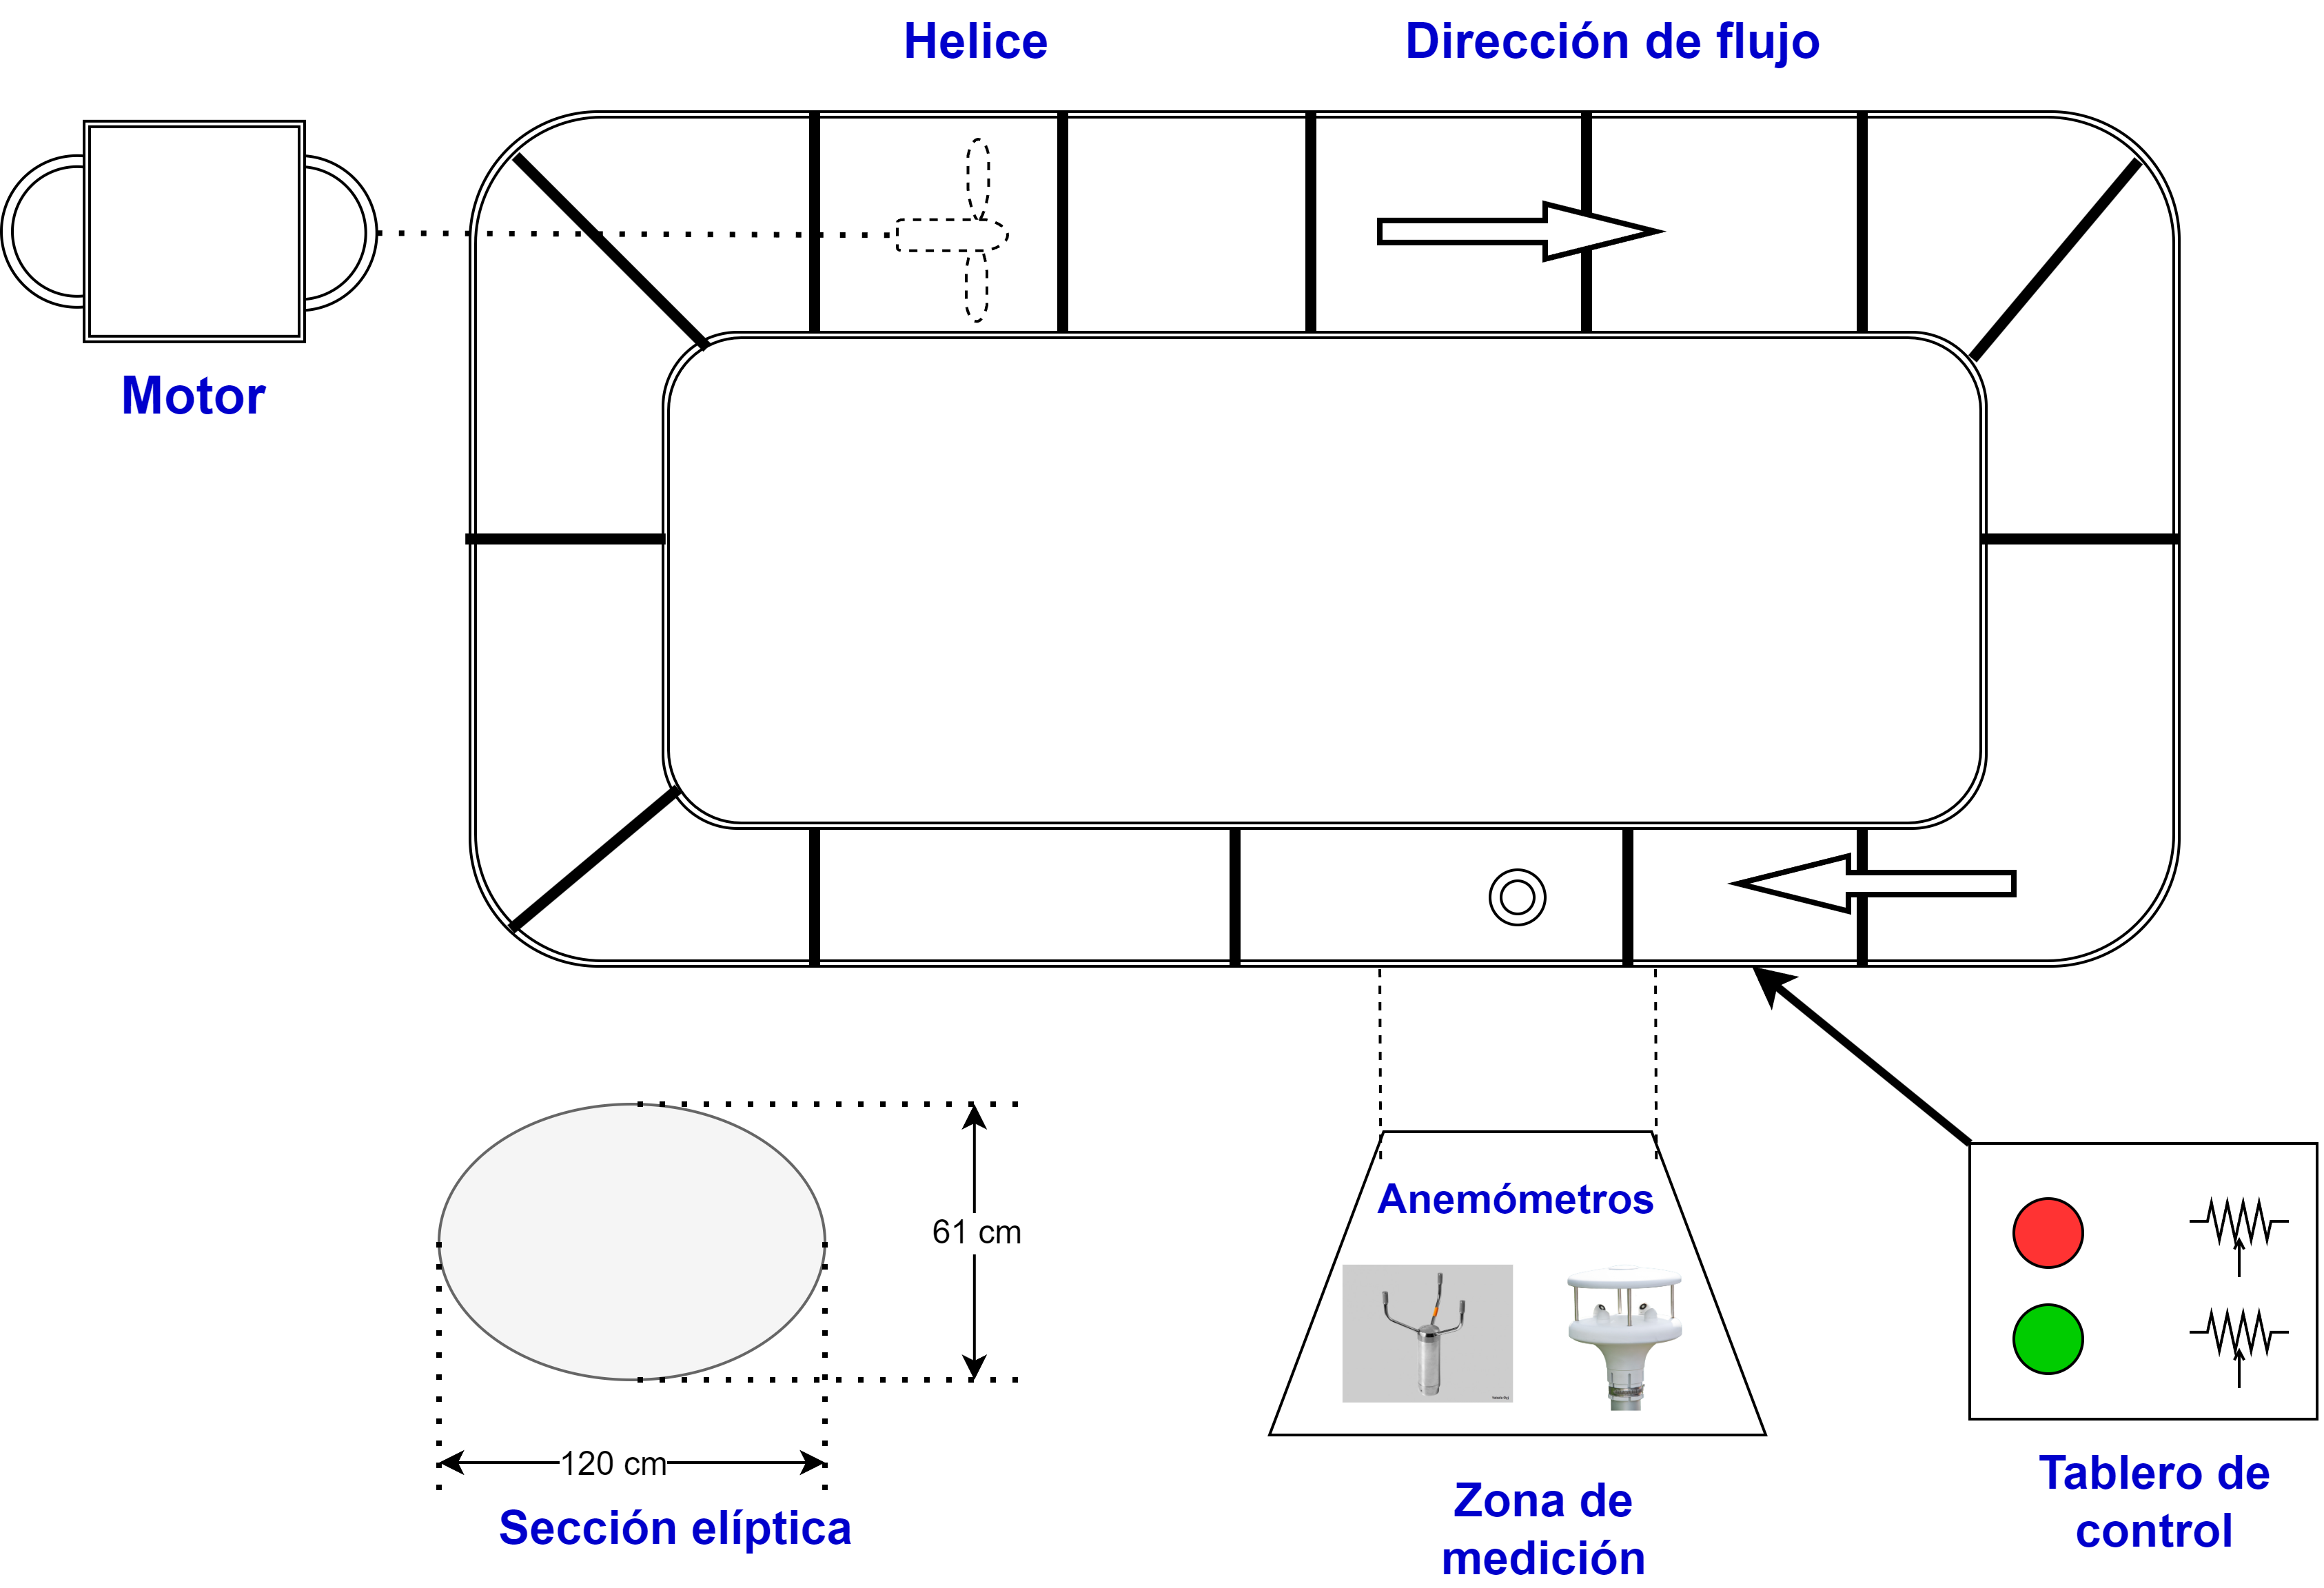 Helice
Dirección de flujo
Motor
Anemómetros
61 cm
120 cm
Sección elíptica
Zona de
medición
Tablero de
control